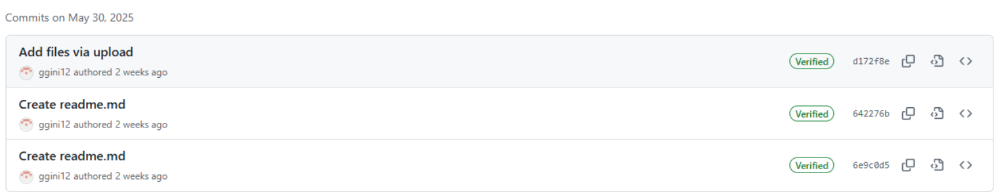 Commits on May 30, 2025
Add files via upload
ggini12 authored 2 weeks ago
Verified
d172f8e
Create readme.md
ggini12 authored 2 weeks ago
Verified
642276b
Create readme.md
ggini12 authored 2 weeks ago
Verified
6e9c0d5